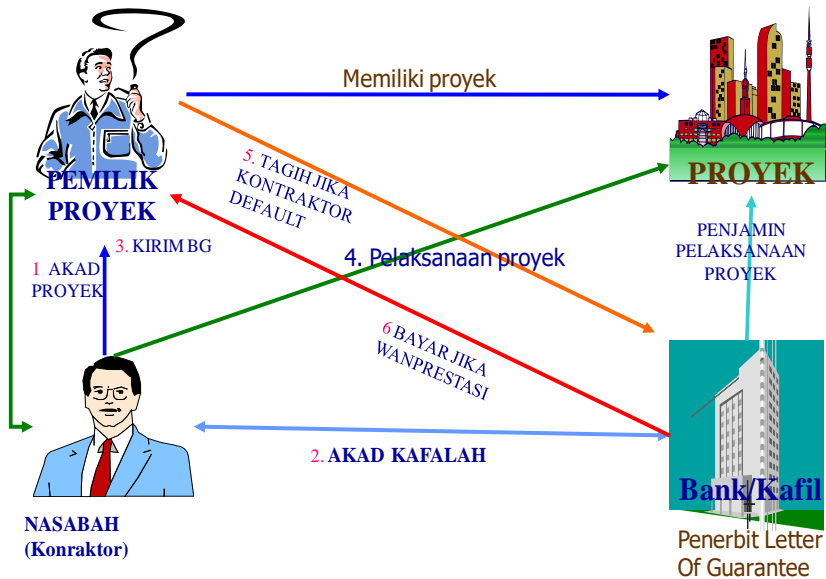 Memiliki proyek
PEMILIK
PROYEK
PROYEK
5. TAGIH JIKA
KONTRAKTOR
DEFAULT
3. KIRIM BG
1 AKAD
PROYEK
4. Pelaksanaan proyek
PENJAMIN
PELAKSANAAN
PROYEK
6 BAYAR JIKA
WANPRESTASI
2. AKAD KAFALAH
Bank/Kafil
NASABAH
(Konraktor)
Penerbit Letter
Of Guarantee